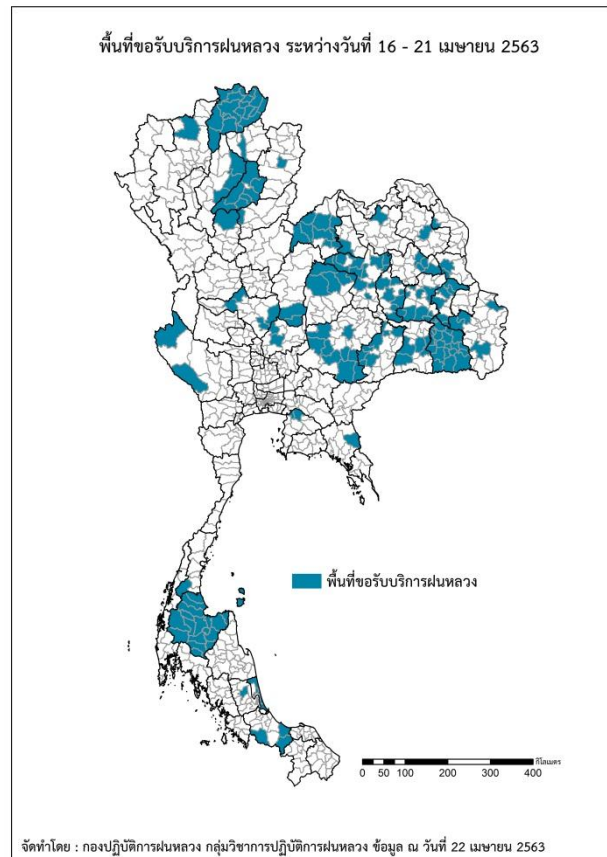 พื้นที่ขอรับบริการฝนหลวง ระหว่างวันที่ 16 - 21 เมษายน 2563
พื้นที่ขอรับบริการฝนหลวง
กิโลเมตร
0 50 100 200 300 400
จัดทำโดย : กองปฏิบัติการฝนหลวง กลุ่มวิชาการปฏิบัติการฝนหลวง ข้อมูล ณ วันที่ 22 เมษายน 2563